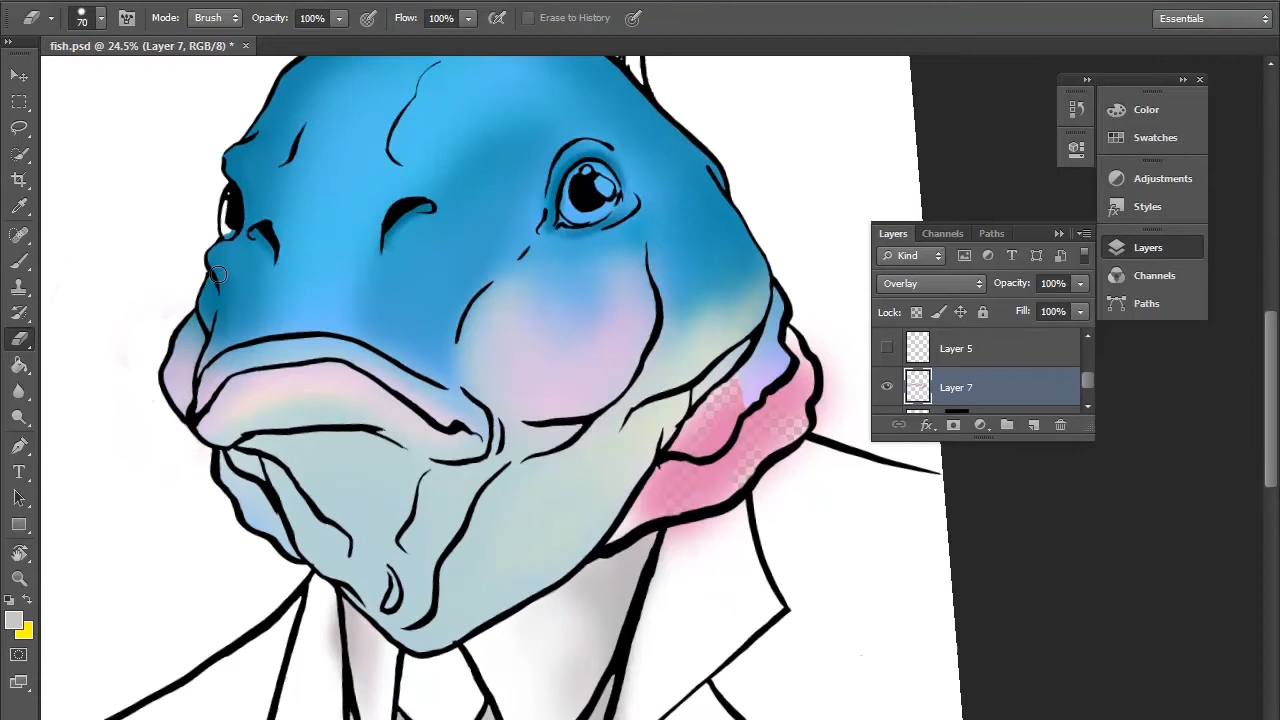 70 Mode: Brush Opacity: 100% Flow: 100% Erase to History Essentials
fish.psd @ 24.5% (Layer 7, RGB/8) * ×
Color
Swatches
Adjustments
Styles
Layers
Channels
Paths
Layers Channels Paths
Kind T
Overlay Opacity: 100%
Lock: Fill: 100%
Layer 5
Layer 7
fx
T